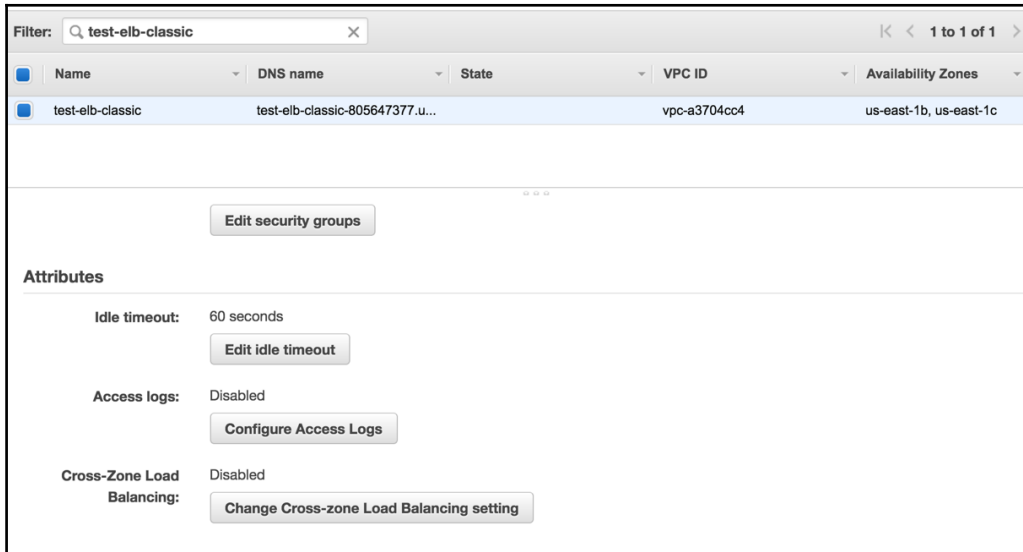 Filter: test-elb-classic 1 to 1 of 1
Name DNS name State VPC ID Availability Zones
test-elb-classic test-elb-classic-805647377.u... vpc-a3704cc4 us-east-1b, us-east-1c
Edit security groups
Attributes
Idle timeout: 60 seconds
Edit idle timeout
Access logs: Disabled
Configure Access Logs
Cross-Zone Load Disabled
Balancing:
Change Cross-zone Load Balancing setting